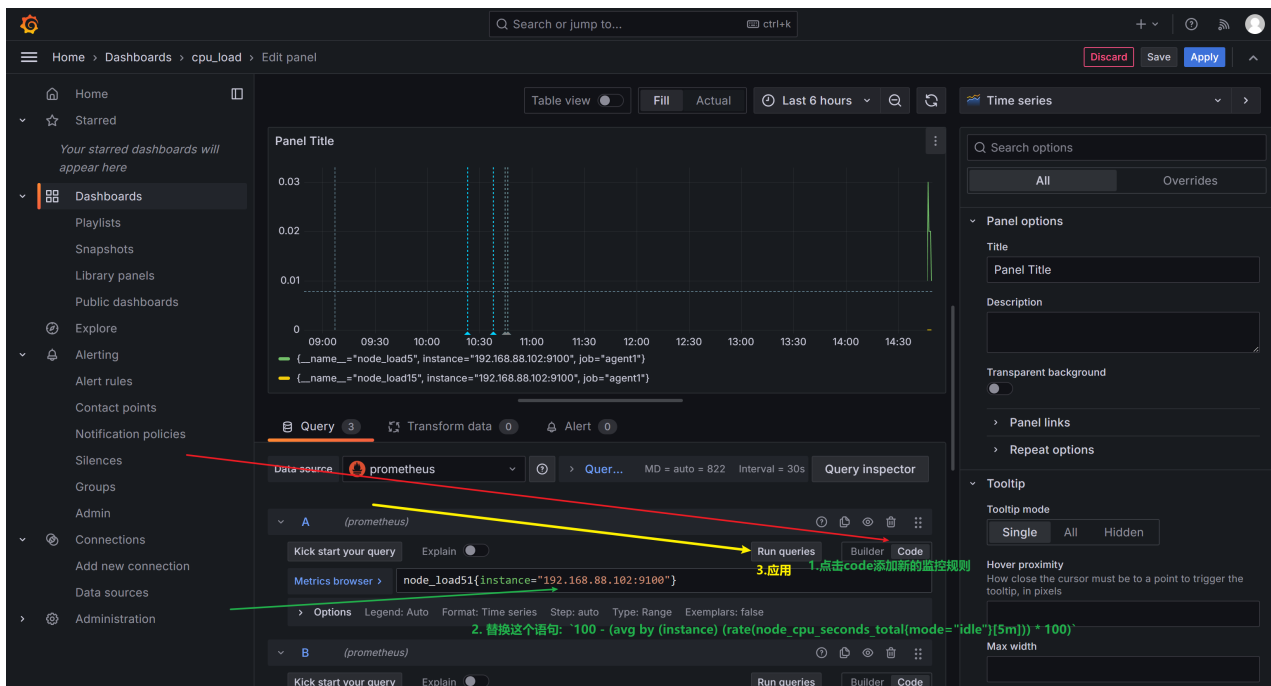 Search or jump to...
ctrl+k
Home > Dashboards > cpu_load > Edit panel
Discard
Save
Apply
Home
Starred
Your starred dashboards will
appear here
Dashboards
Playlists
Snapshots
Library panels
Public dashboards
Explore
Alerting
Alert rules
Contact points
Notification policies
Silences
Groups
Admin
Connections
Add new connection
Data sources
Administration
Table view
Fill
Actual
Last 6 hours
Panel Title
0.03
0.02
0.01
0
09:00 09:30 10:00 10:30 11:00 11:30 12:00 12:30 13:00 13:30 14:00 14:30
{__name__="node_load5", instance="192.168.88.102:9100", job="agent1"}
{__name__="node_load15", instance="192.168.88.102:9100", job="agent1"}
Query 3
Transform data 0
Alert 0
Data source
prometheus
> Quer...
MD = auto = 822
Interval = 30s
Query inspector
A (prometheus)
Kick start your query
Explain
Run queries
Builder
Code
3.应用
1.点击code添加新的监控规则
Metrics browser >
node_load51{instance="192.168.88.102:9100"}
> Options Legend: Auto Format: Time series Step: auto Type: Range Exemplars: false
2. 替换这个语句: `100 - (avg by (instance) (rate(node_cpu_seconds_total{mode="idle"}[5m])) * 100)`
B (prometheus)
Kick start your query
Explain
Run queries
Builder
Code
Time series
Search options
All
Overrides
Panel options
Title
Panel Title
Description
Transparent background
> Panel links
> Repeat options
Tooltip
Tooltip mode
Single
All
Hidden
Hover proximity
How close the cursor must be to a point to trigger the
tooltip, in pixels
Max width